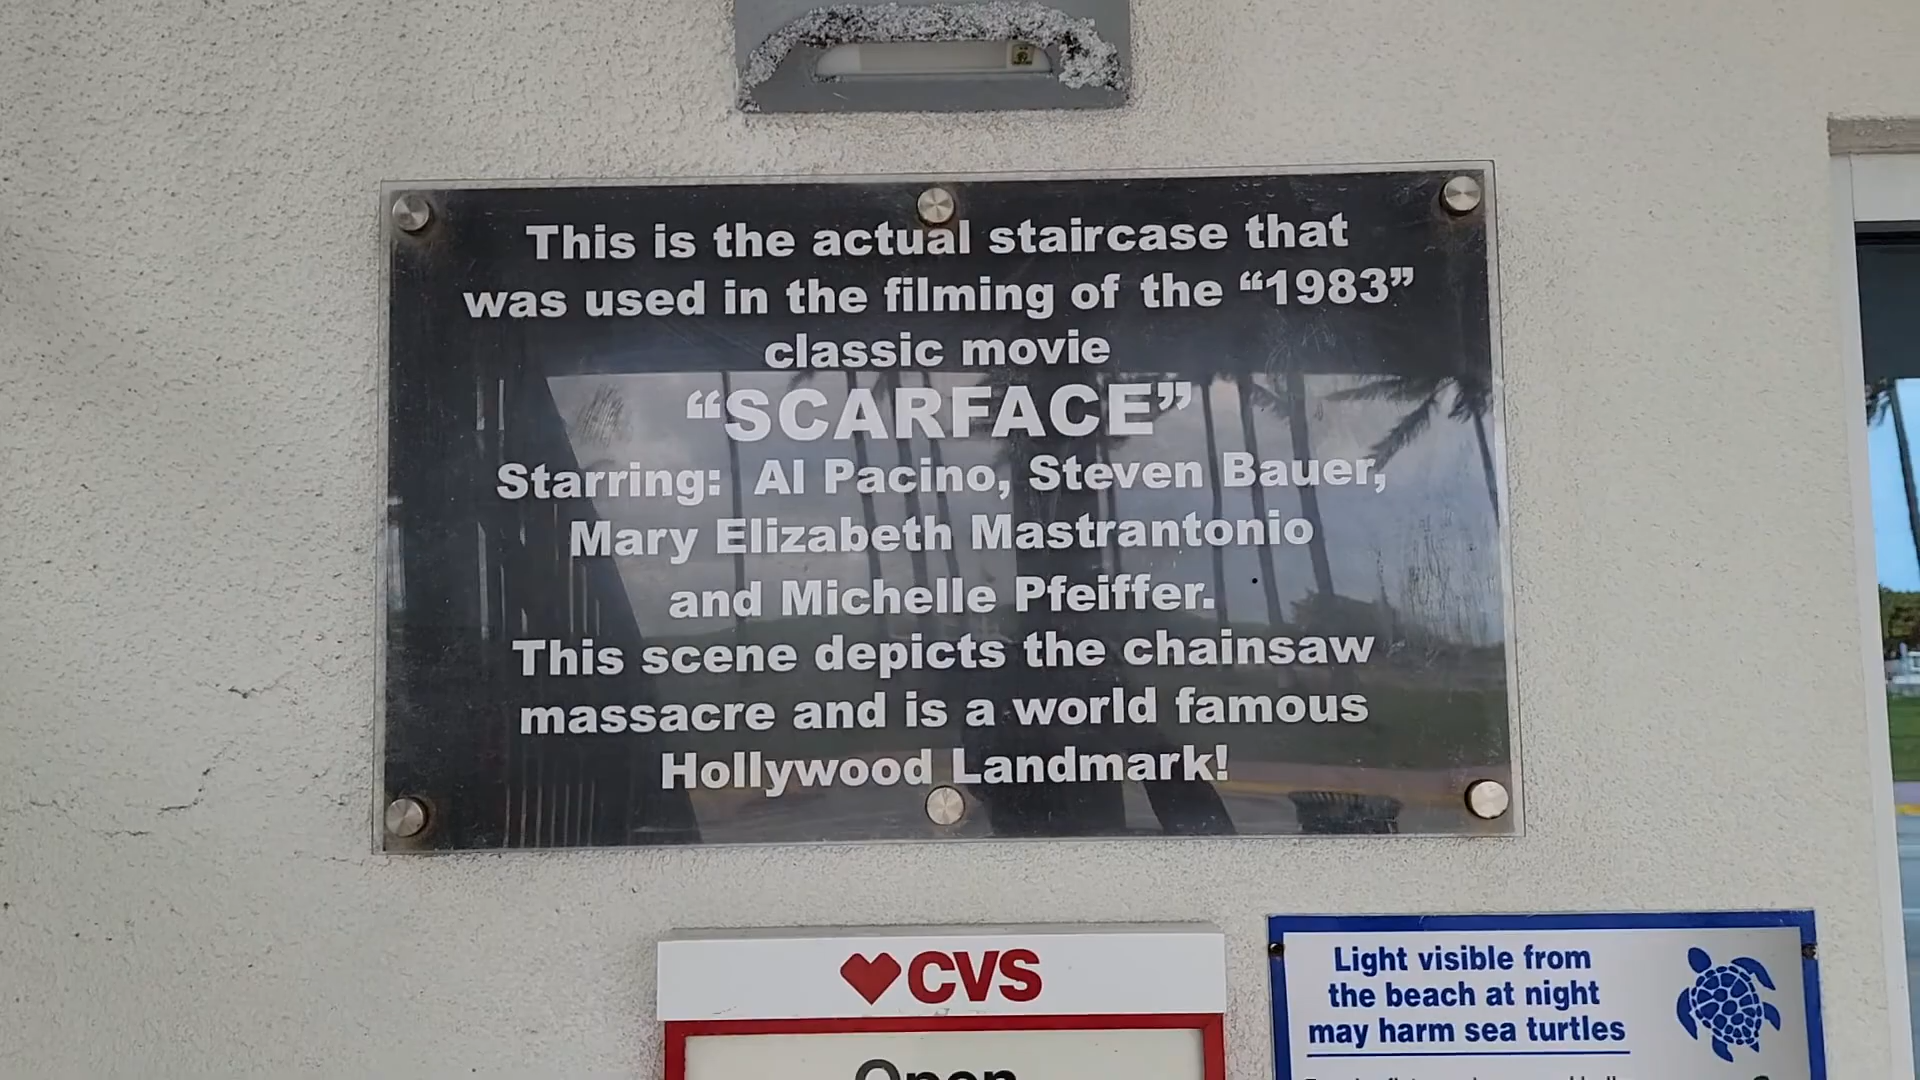 This is the actual staircase that
was used in the filming of the “1983”
classic movie
“SCARFACE”
Starring: Al Pacino, Steven Bauer,
Mary Elizabeth Mastrantonio
and Michelle Pfeiffer.
This scene depicts the chainsaw
massacre and is a world famous
Hollywood Landmark!
CVS
Open
Light visible from
the beach at night
may harm sea turtles